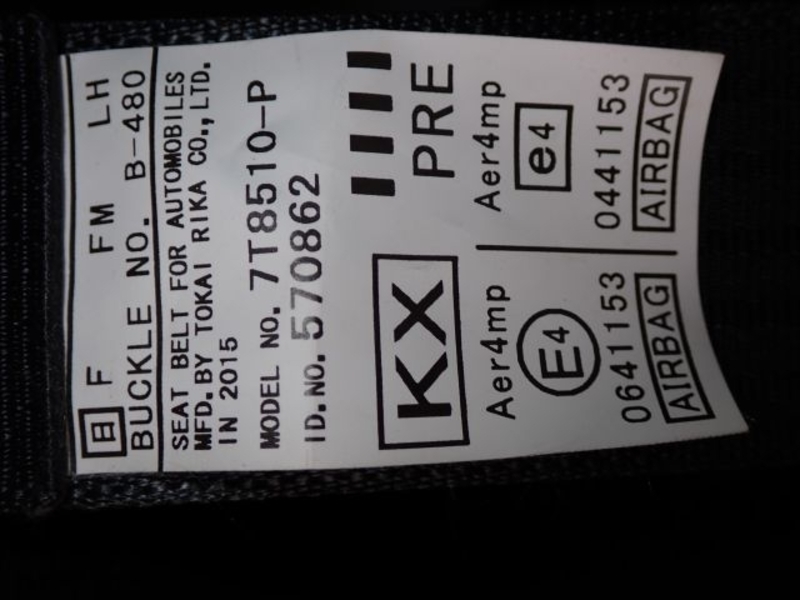 日 F FM LH
BUCKLE NO. B-480
SEAT BELT FOR AUTOMOBILES
MFD. BY TOKAI RIKA CO., LTD.
IN 2015
MODEL NO. 7T8510-P
ID. NO. 570862
KX
PRE
Aer4mp
E4
0641153
AIRBAG
Aer4mp
e4
0441153
AIRBAG